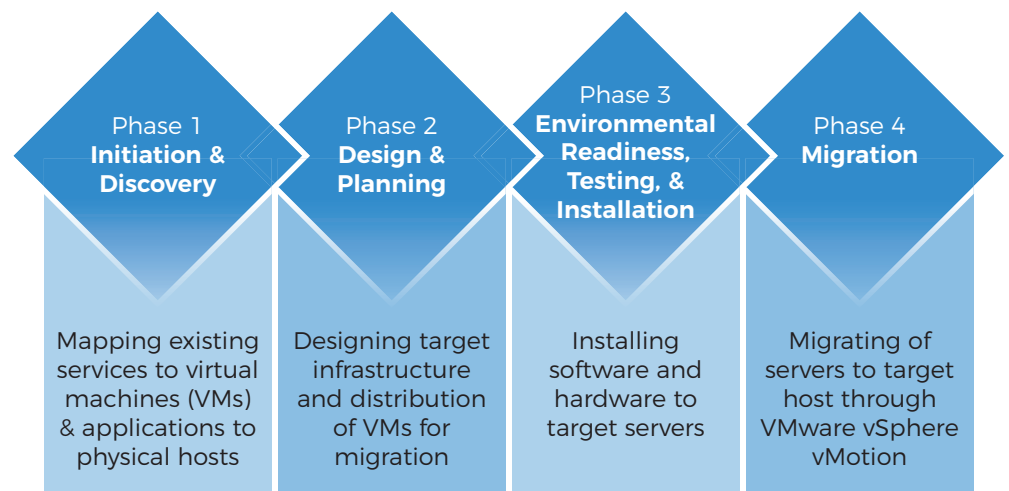 Phase 1
Initiation &
Discovery
Mapping existing
services to virtual
machines (VMs)
& applications to
physical hosts
Phase 2
Design &
Planning
Designing target
infrastructure
and distribution
of VMs for
migration
Phase 3
Environmental
Readiness,
Testing, &
Installation
Installing
software and
hardware to
target servers
Phase 4
Migration
Migrating of
servers to target
host through
VMware vSphere
vMotion